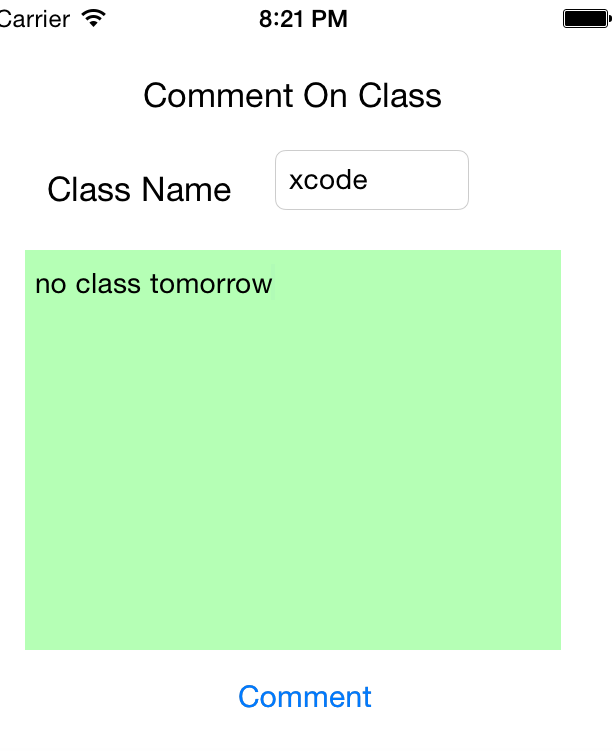 Carrier 8:21 PM
Comment On Class
Class Name xcode
no class tomorrow
Comment